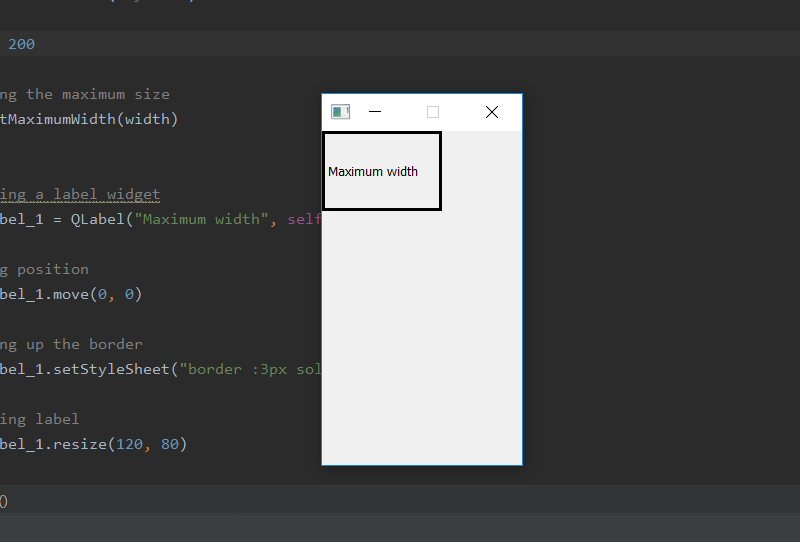 200
ng the maximum size
tMaximumWidth(width)
ing a label widget
bel_1 = QLabel("Maximum width", self
g position
bel_1.move(0, 0)
ng up the border
bel_1.setStyleSheet("border :3px sol
ing label
bel_1.resize(120, 80)
()
Maximum width